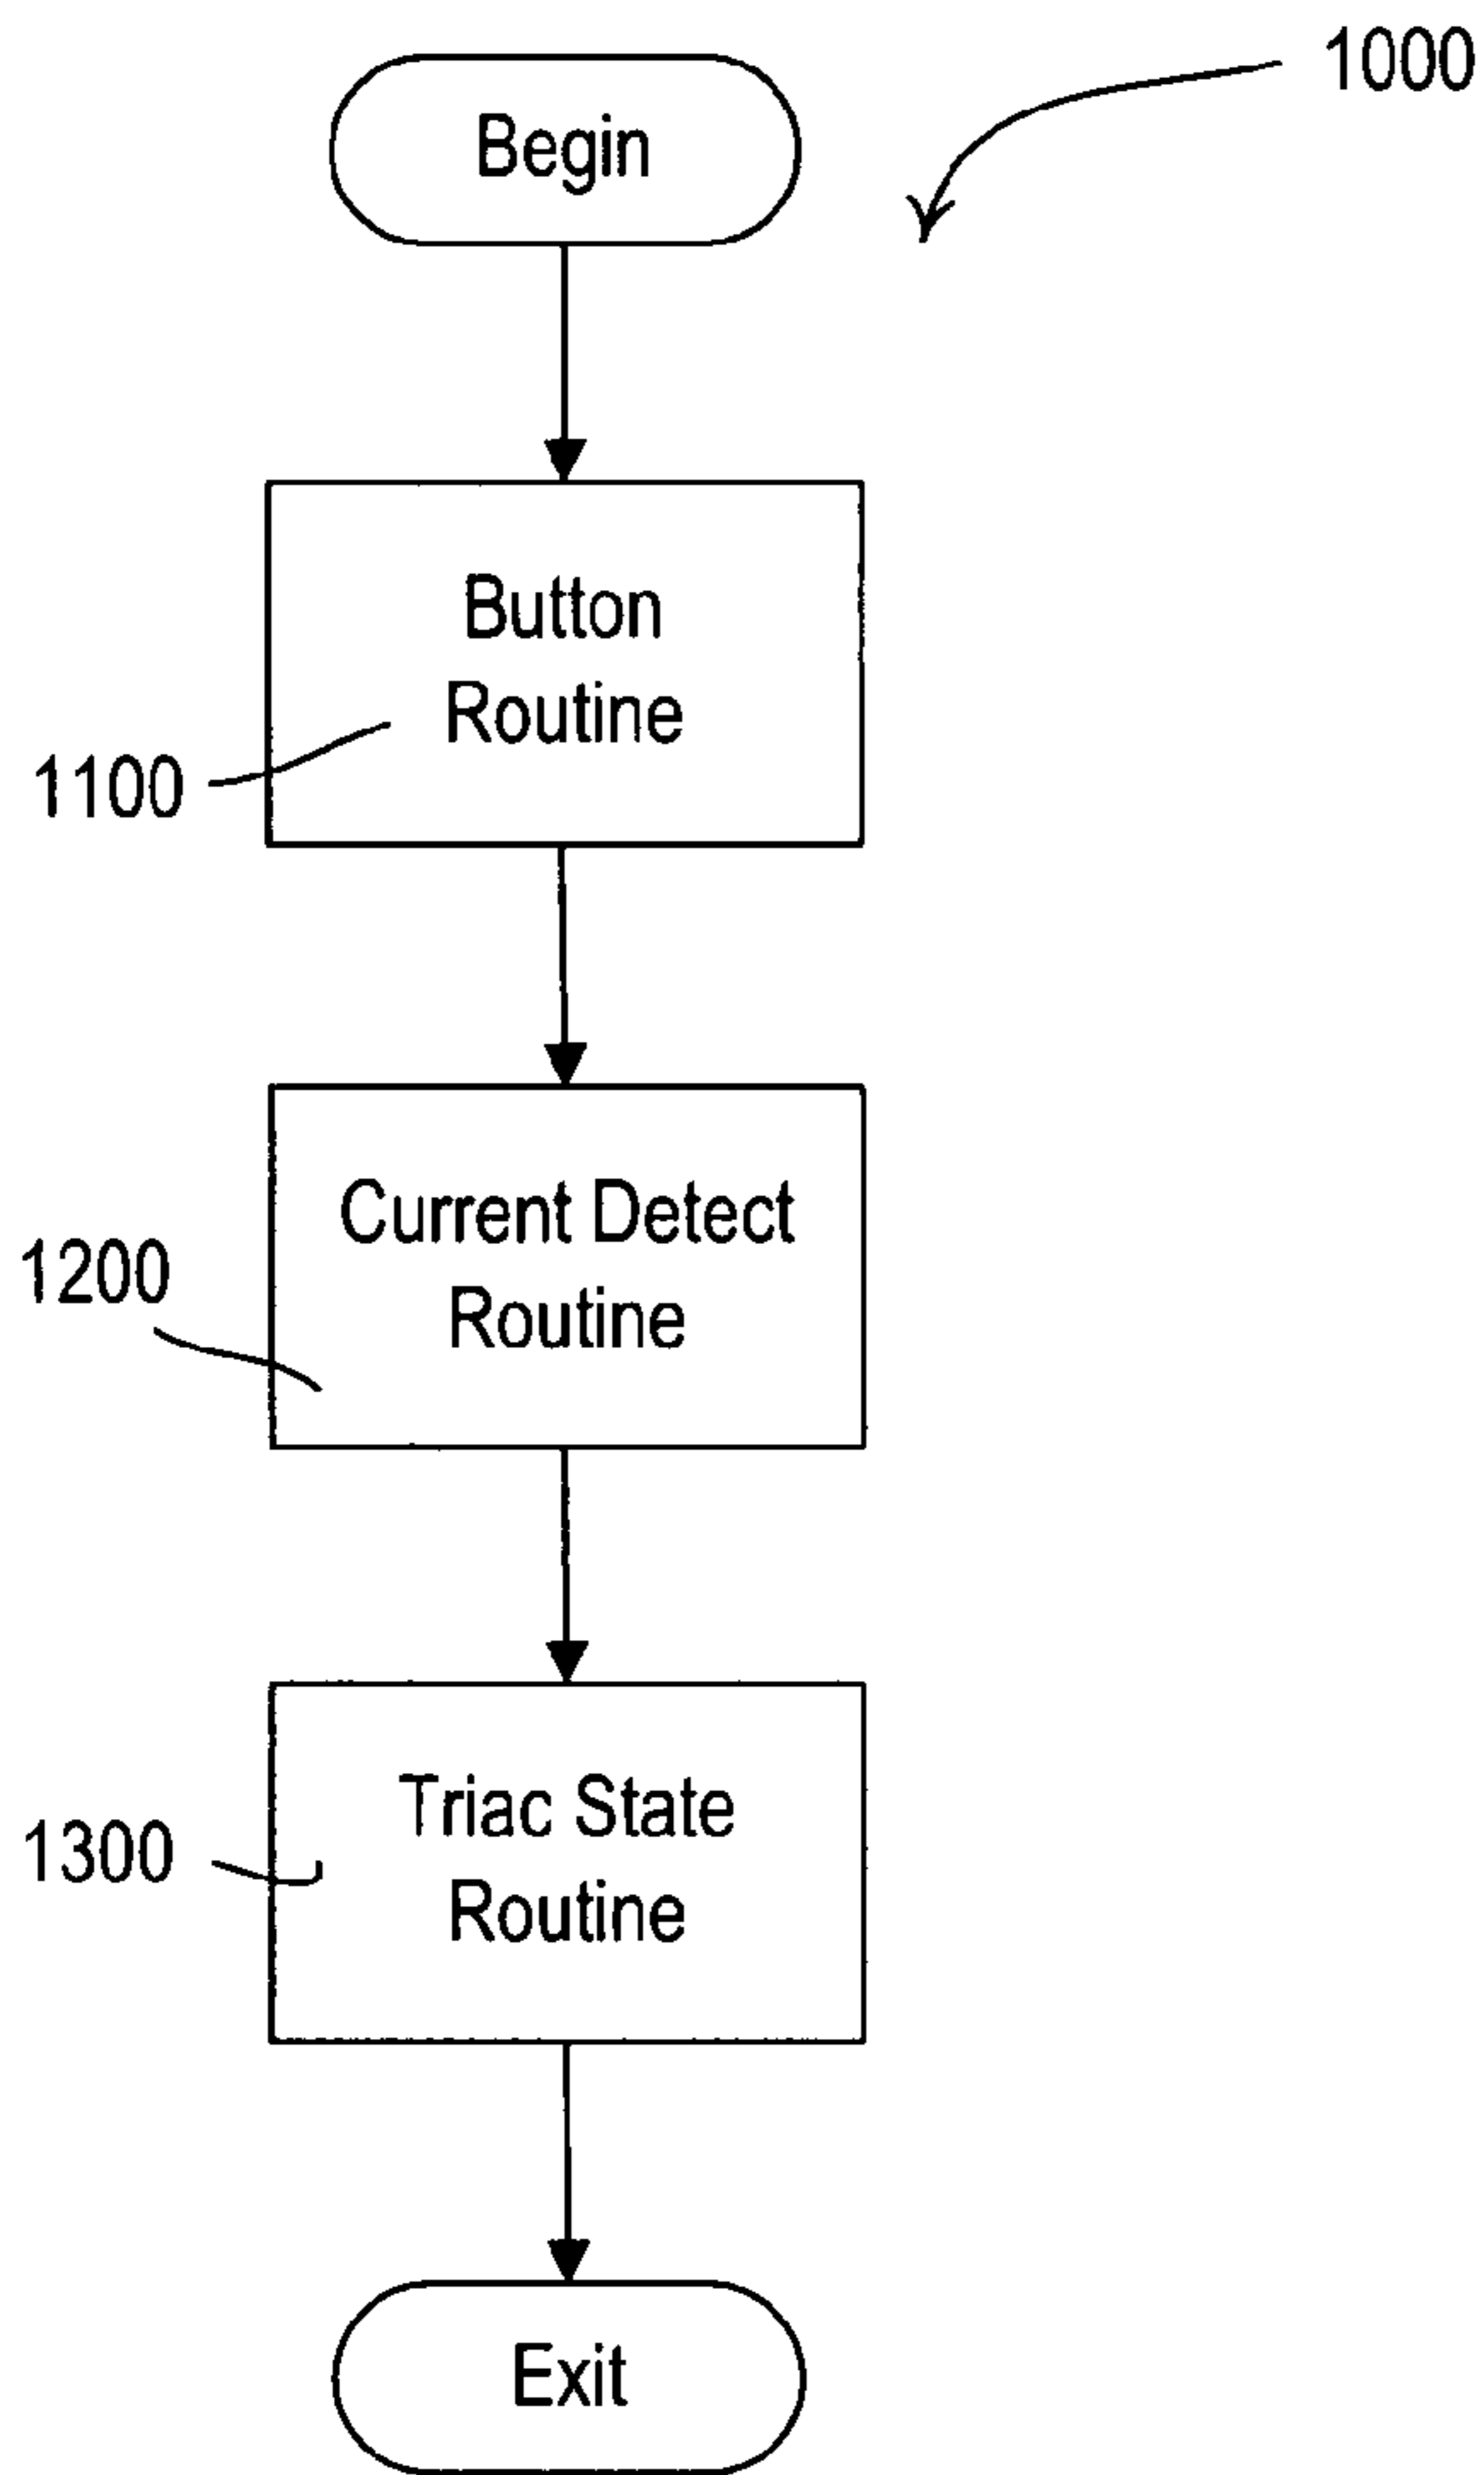 1000
Begin
Button
Routine
1100
Current Detect
Routine
1200
Triac State
Routine
1300
Exit